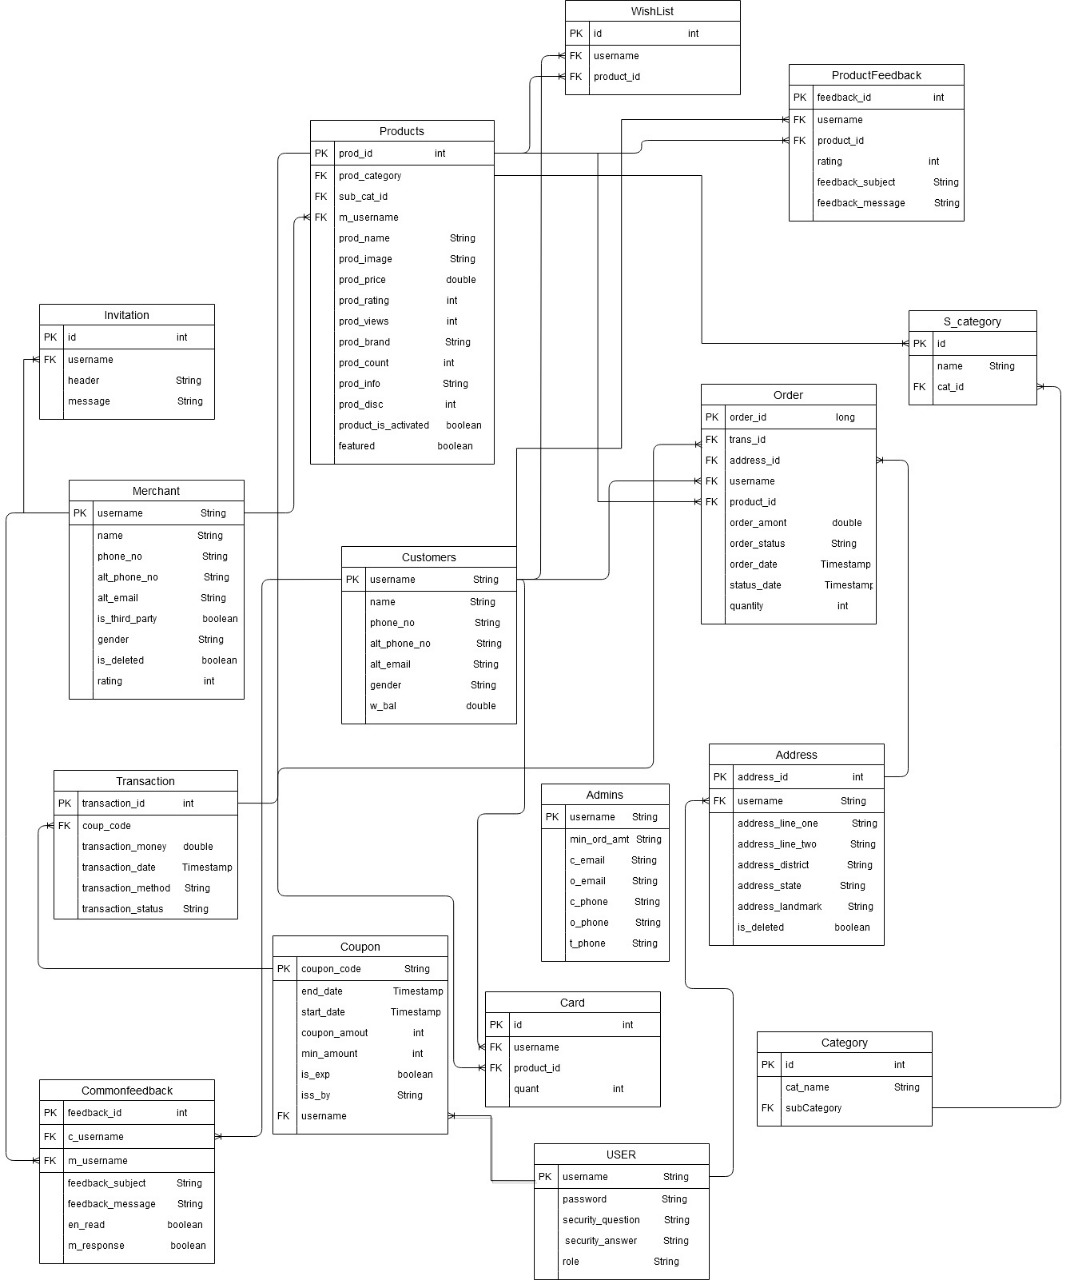 WishList
PK id int
FK username
FK product_id
ProductFeedback
PK feedback_id int
FK username
FK product_id
rating int
feedback_subject String
feedback_message String
Products
PK prod_id int
FK prod_category
FK sub_cat_id
FK m_username
prod_name String
prod_image String
prod_price double
prod_rating int
prod_views int
prod_brand String
prod_count int
prod_info String
prod_disc int
product_is_activated boolean
featured boolean
Invitation
PK id int
FK username
header String
message String
S_category
PK id
name String
FK cat_id
Order
PK order_id long
FK trans_id
FK address_id
FK username
FK product_id
order_amont double
order_status String
order_date Timestamp
status_date Timestamp
quantity int
Merchant
PK username String
name String
phone_no String
alt_phone_no String
alt_email String
is_third_party boolean
gender String
is_deleted boolean
rating int
Customers
PK username String
name String
phone_no String
alt_phone_no String
alt_email String
gender String
w_bal double
Transaction
PK transaction_id int
FK coup_code
transaction_money double
transaction_date Timestamp
transaction_method String
transaction_status String
Admins
PK username String
min_ord_amt String
c_email String
o_email String
c_phone String
o_phone String
t_phone String
Address
PK address_id int
FK username String
address_line_one String
address_line_two String
address_district String
address_state String
address_landmark String
is_deleted boolean
Coupon
PK coupon_code String
end_date Timestamp
start_date Timestamp
coupon_amout int
min_amount int
is_exp boolean
iss_by String
FK username
Card
PK id int
FK username
FK product_id
quant int
Category
PK id int
cat_name String
FK subCategory
Commonfeedback
PK feedback_id int
FK c_username
FK m_username
feedback_subject String
feedback_message String
en_read boolean
m_response boolean
USER
PK username String
password String
security_question String
security_answer String
role String